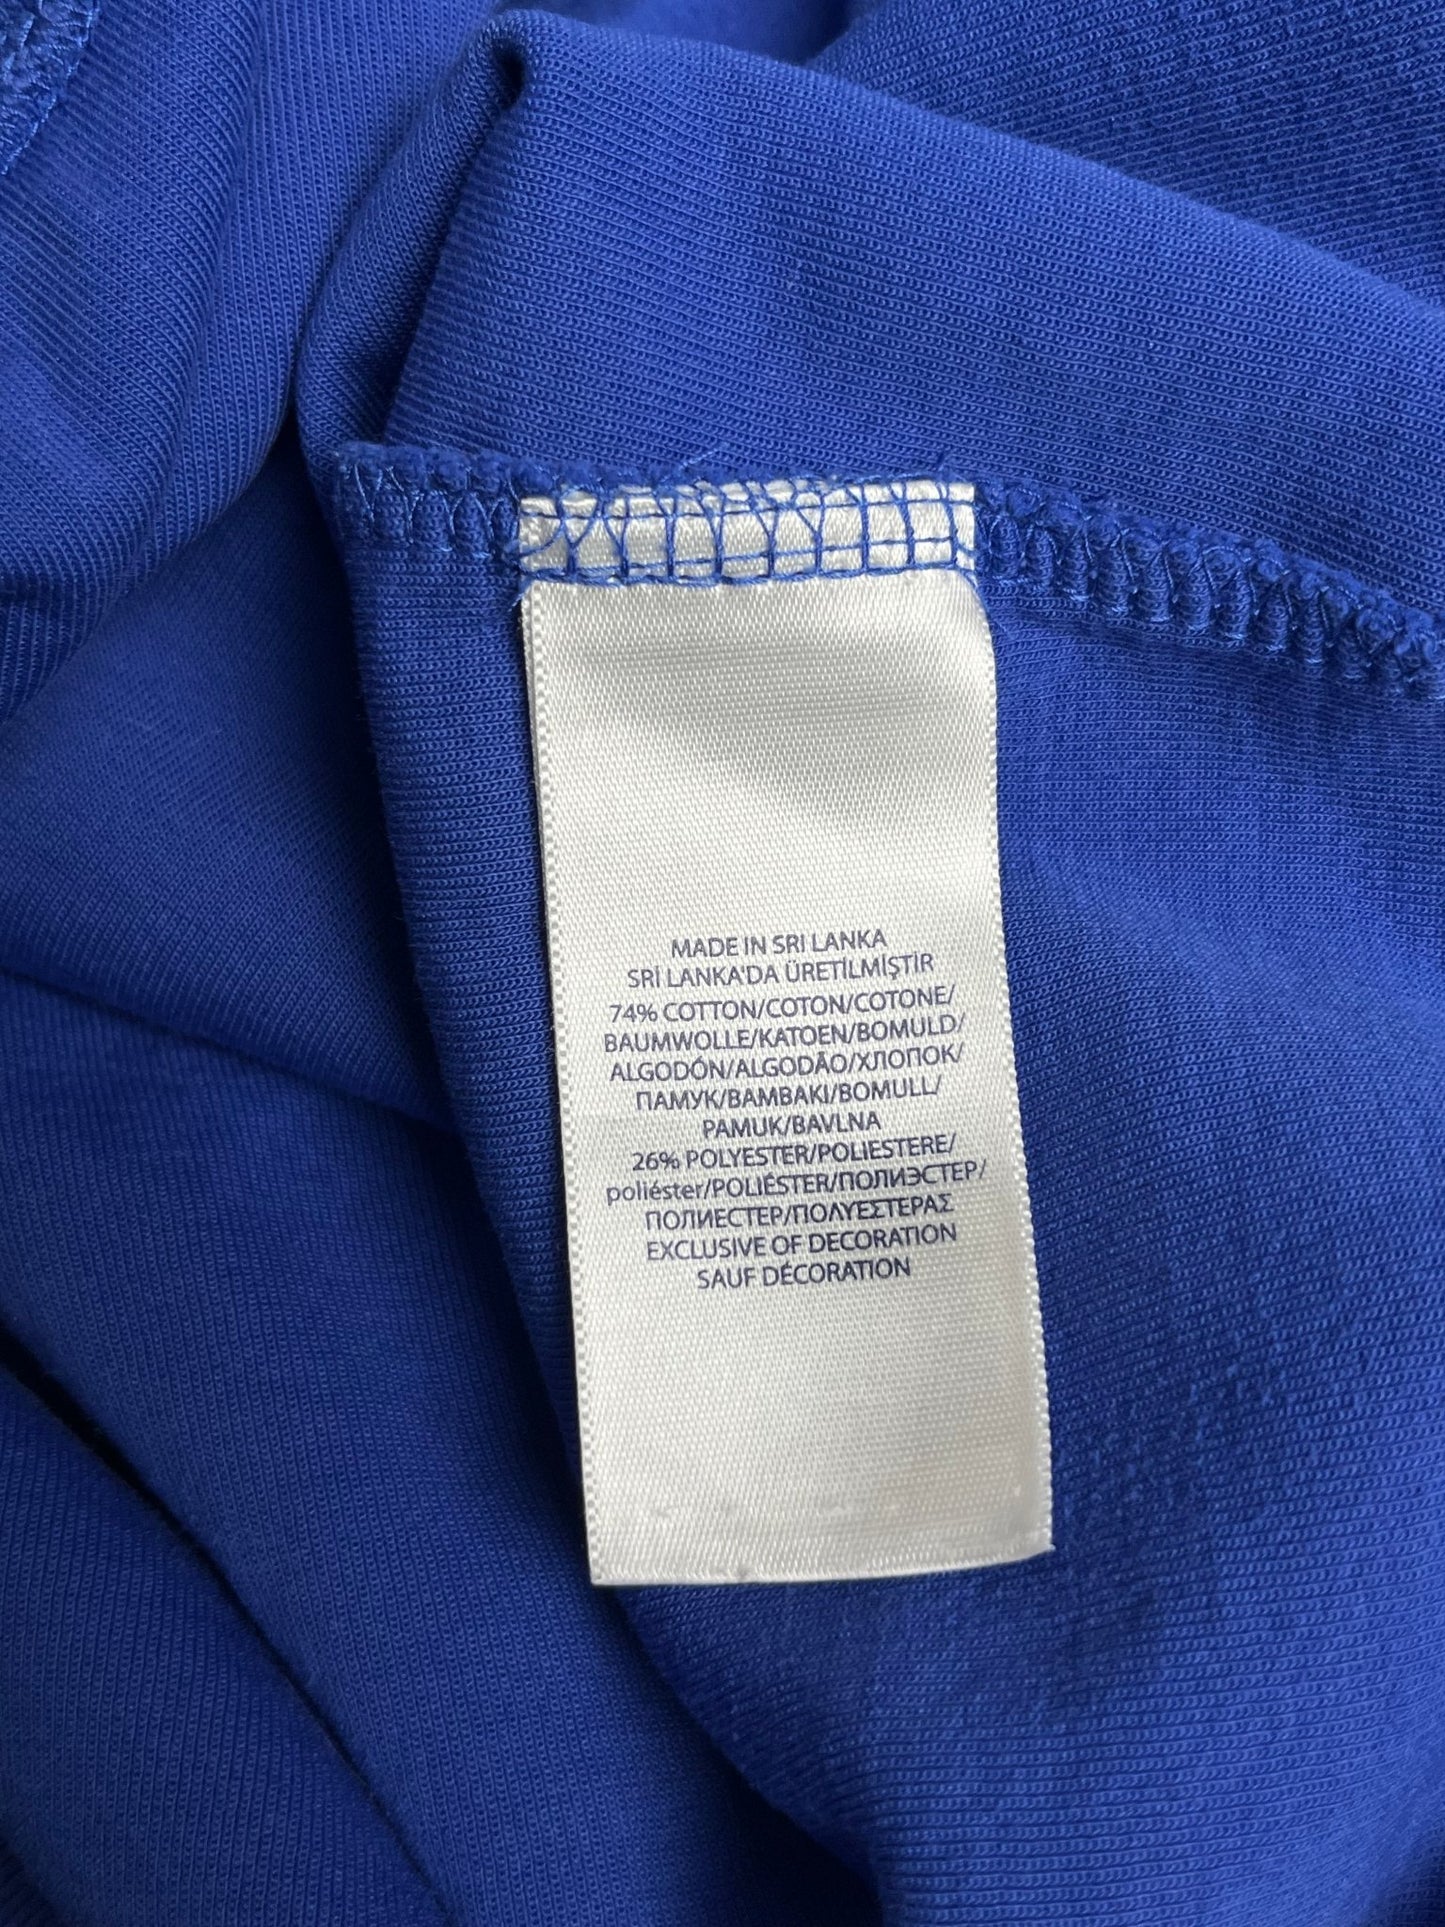 MADE IN SRI LANKA
SRİ LANKA'DA ÜRETİLMİŞTİR
74% COTTON/COTON/COTONE/
BAUMWOLLE/KATOEN/BOMULD/
ALGODÓN/ALGODÃO/ХЛОПОК/
ПАМУК/ΒΑΜΒΑΚΙ/BOMULL/
PAMUK/BAVLNA
26% POLYESTER/POLIESTERE/
poliéster/POLIÉSTER/ПОЛИЭСТЕР/
ПОЛИЕСТЕР/ΠΟΛΥΕΣΤΕΡΑΣ
EXCLUSIVE OF DECORATION
SAUF DÉCORATION